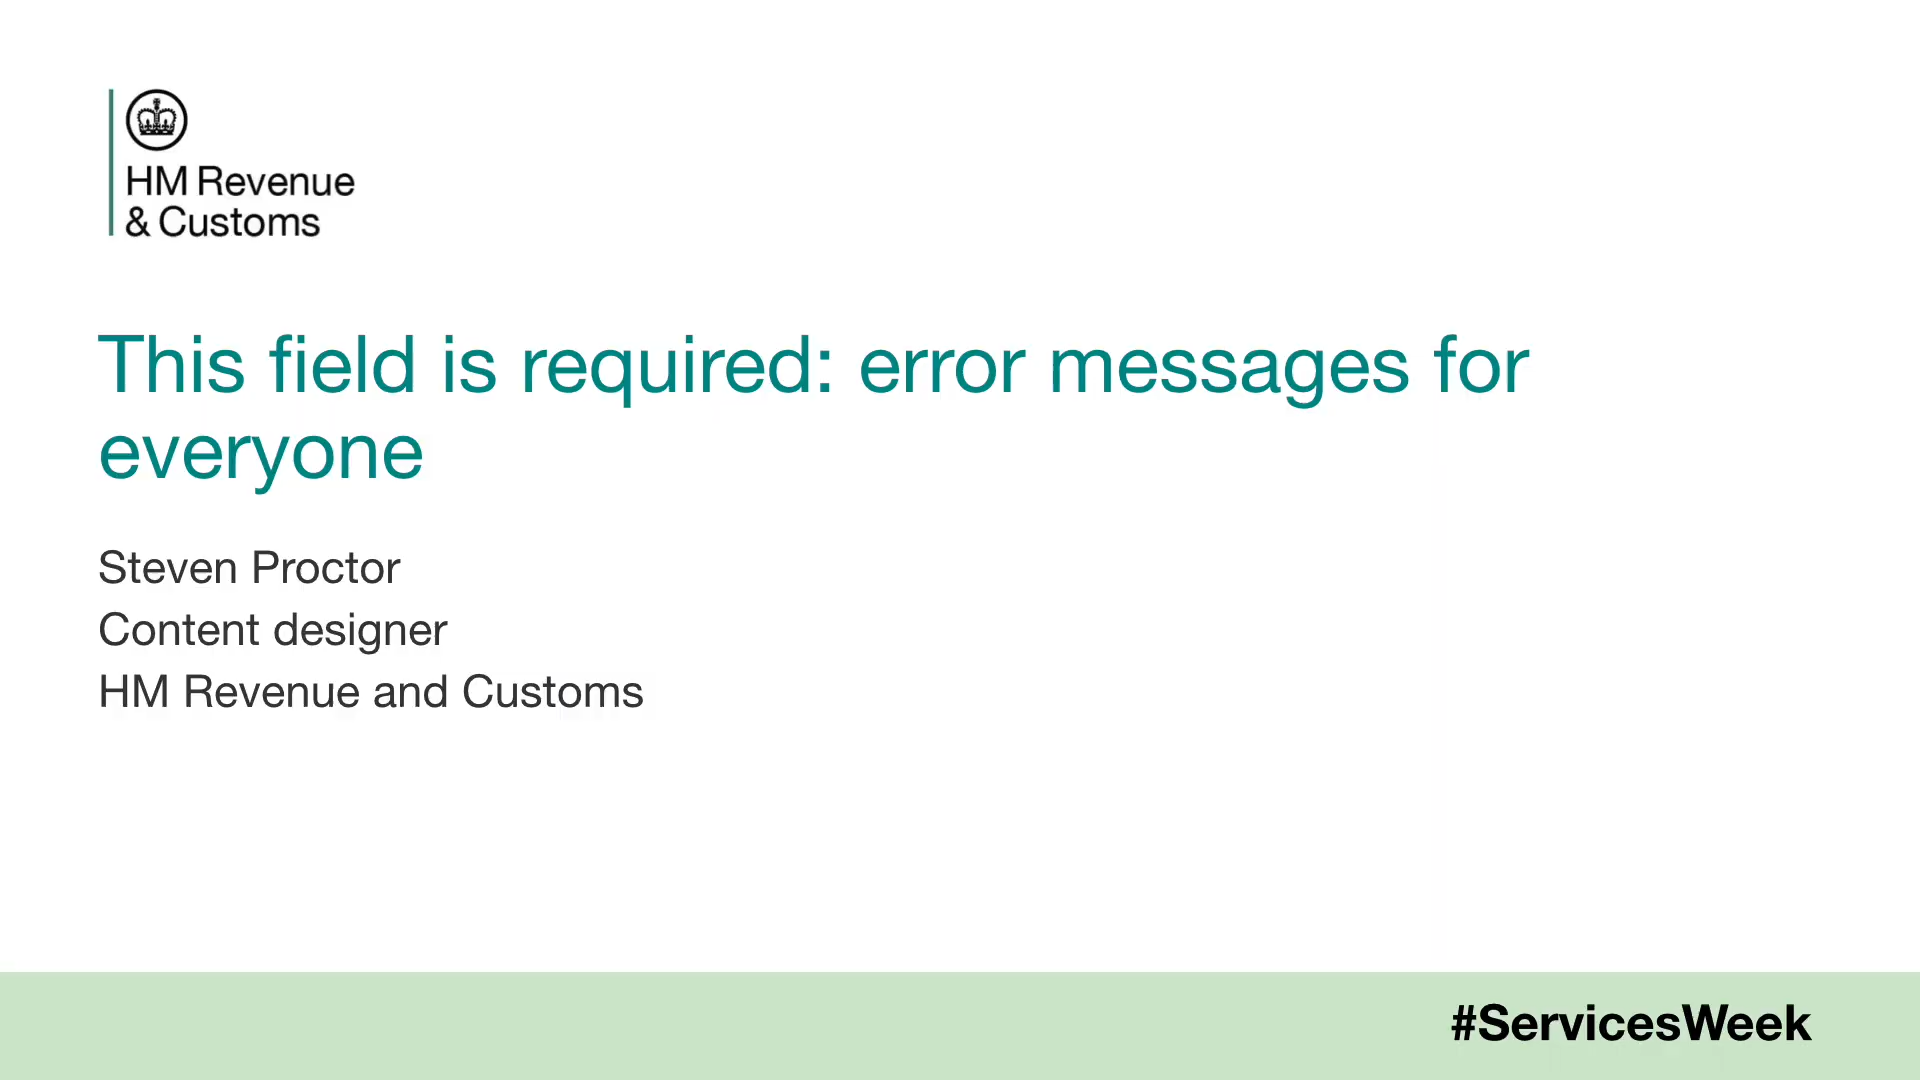 HM Revenue
& Customs
This field is required: error messages for
everyone
Steven Proctor
Content designer
HM Revenue and Customs
#ServicesWeek